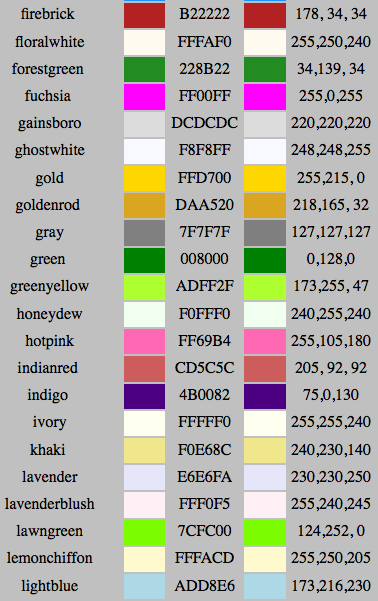 firebrick B22222 178, 34, 34
floralwhite FFFAF0 255,250,240
forestgreen 228B22 34,139, 34
fuchsia FF00FF 255,0,255
gainsboro DCDCDC 220,220,220
ghostwhite F8F8FF 248,248,255
gold FFD700 255,215, 0
goldenrod DAA520 218,165, 32
gray 7F7F7F 127,127,127
green 008000 0,128,0
greenyellow ADFF2F 173,255, 47
honeydew F0FFF0 240,255,240
hotpink FF69B4 255,105,180
indianred CD5C5C 205, 92, 92
indigo 4B0082 75,0,130
ivory FFFFF0 255,255,240
khaki F0E68C 240,230,140
lavender E6E6FA 230,230,250
lavenderblush FFF0F5 255,240,245
lawngreen 7CFC00 124,252, 0
lemonchiffon FFFACD 255,250,205
lightblue ADD8E6 173,216,230